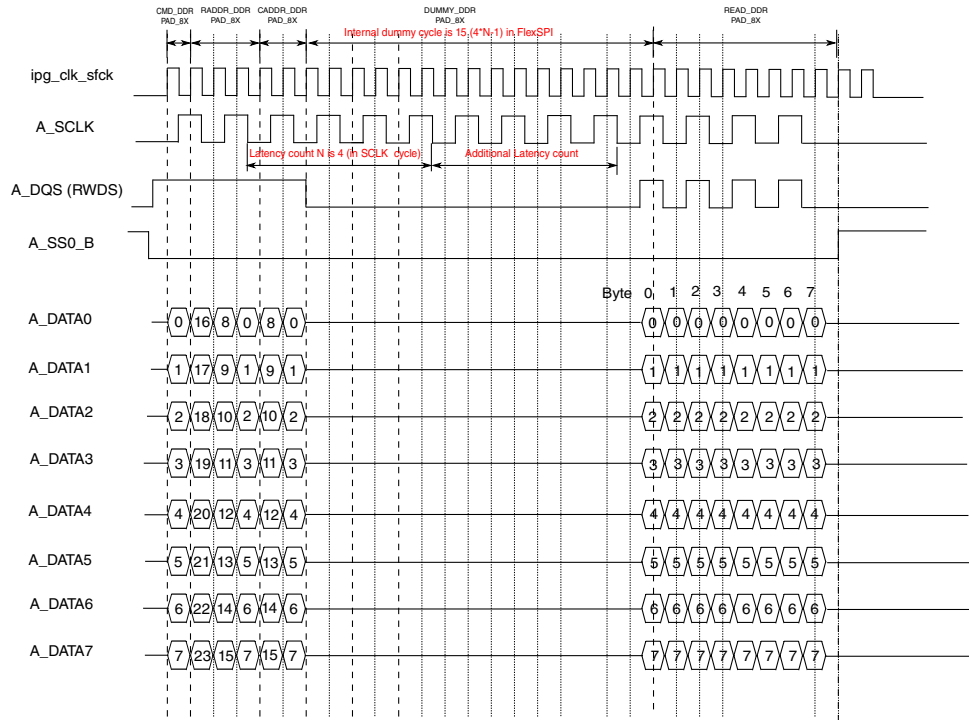 CMD_DDR RADDR_DDR CADDR_DDR DUMMY_DDR READ_DDR
PAD_8X PAD_8X PAD_8X PAD_8X PAD_8X
Internal dummy cycle is 15 (4*N-1) in FlexSPI
ipg_clk_sfck
A_SCLK
Latency count N is 4 (in SCLK cycle) Additional Latency count
A_DQS (RWDS)
A_SS0_B
Byte 0 1 2 3 4 5 6 7
A_DATA0 0 16 8 0 8 0 0 0 0 0 0 0 0 0
A_DATA1 1 17 9 1 9 1 1 1 1 1 1 1 1 1
A_DATA2 2 18 10 2 10 2 2 2 2 2 2 2 2 2
A_DATA3 3 19 11 3 11 3 3 3 3 3 3 3 3 3
A_DATA4 4 20 12 4 12 4 4 4 4 4 4 4 4 4
A_DATA5 5 21 13 5 13 5 5 5 5 5 5 5 5 5
A_DATA6 6 22 14 6 14 6 6 6 6 6 6 6 6 6
A_DATA7 7 23 15 7 15 7 7 7 7 7 7 7 7 7